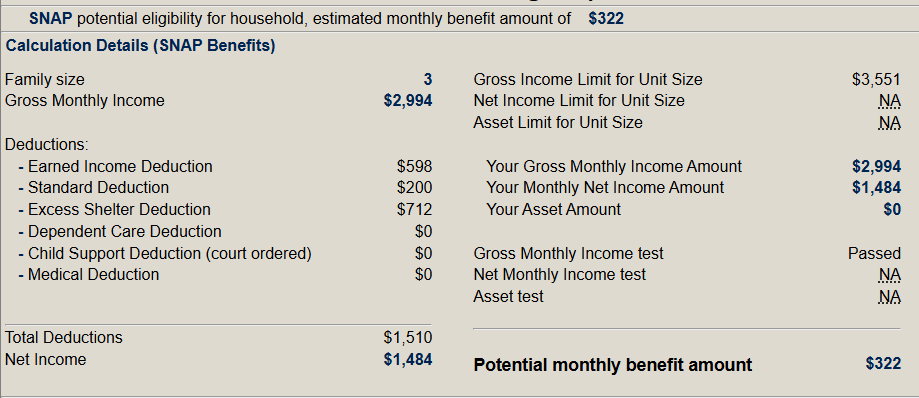 SNAP potential eligibility for household, estimated monthly benefit amount of $322
Calculation Details (SNAP Benefits)
Family size 3
Gross Monthly Income $2,994
Deductions:
- Earned Income Deduction $598
- Standard Deduction $200
- Excess Shelter Deduction $712
- Dependent Care Deduction $0
- Child Support Deduction (court ordered) $0
- Medical Deduction $0
Total Deductions $1,510
Net Income $1,484
Gross Income Limit for Unit Size $3,551
Net Income Limit for Unit Size NA
Asset Limit for Unit Size NA
Your Gross Monthly Income Amount $2,994
Your Monthly Net Income Amount $1,484
Your Asset Amount $0
Gross Monthly Income test Passed
Net Monthly Income test NA
Asset test NA
Potential monthly benefit amount $322